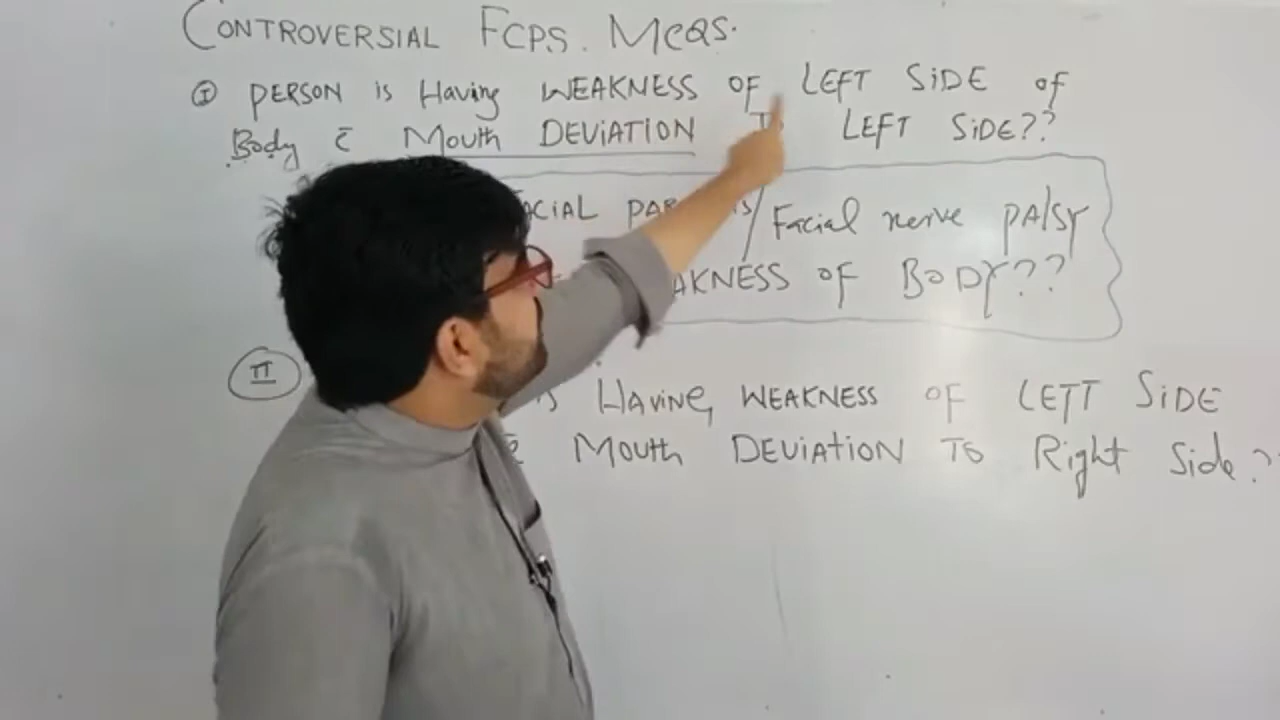 CONTROVERSIAL FCPS. MCQS.
① PERSON is Having WEAKNESS OF LEFT SIDE of
Body c̄ Mouth DEVIATION LEFT SIDE??
FACIAL / Facial nerve PAlSY
OF BODY??
II
Having WEAKNESS OF LEFT SIDE
c̄ Mouth DEVIATION TO Right Side?